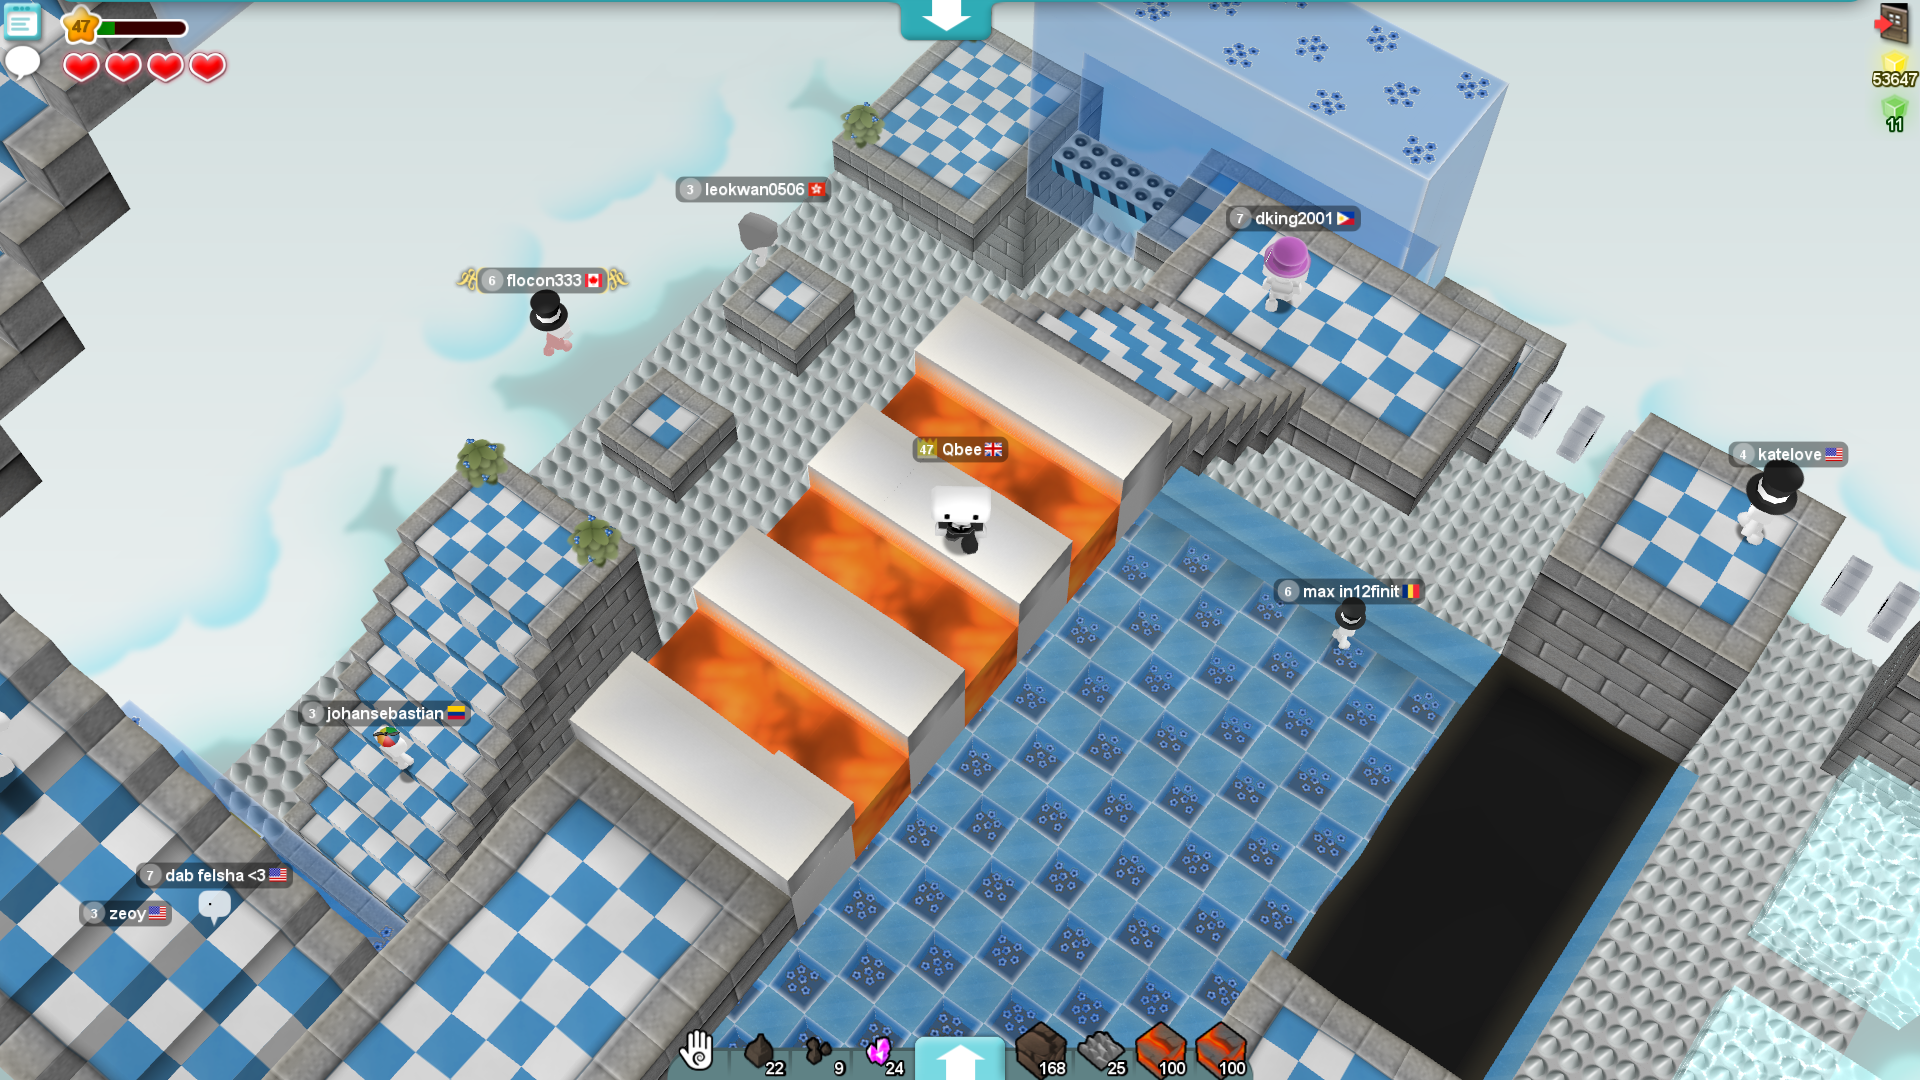 47
53647
11
3 leokwan0506
7 dking2001
6 flocon333
47 Qbee
4 katelove
6 max in12finit
3 johansebastian
7 dab felsha <3
3 zeoy
.
22
9
24
168
25
100
100